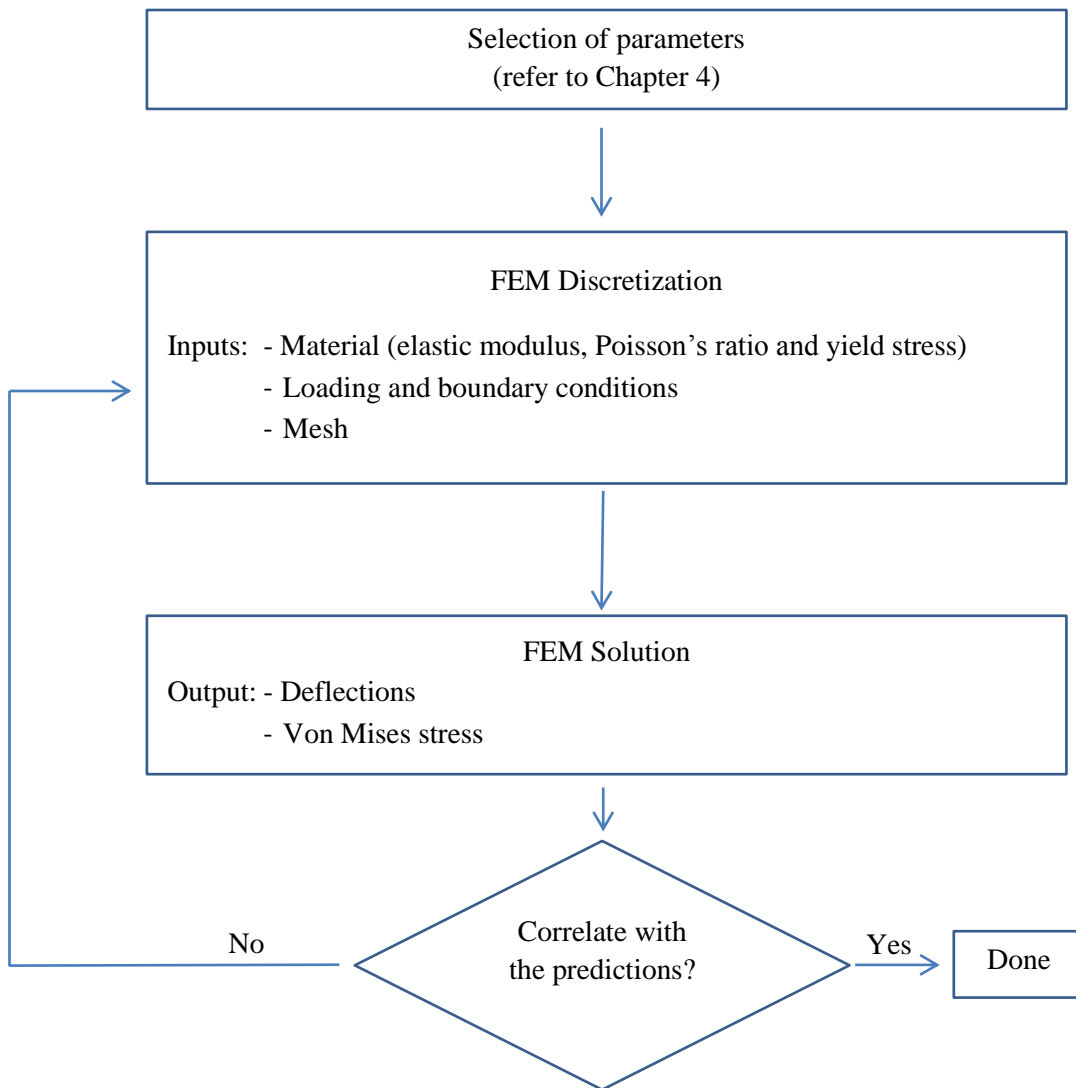 Selection of parameters
(refer to Chapter 4)
FEM Discretization
Inputs: - Material (elastic modulus, Poisson’s ratio and yield stress)
- Loading and boundary conditions
- Mesh
FEM Solution
Output: - Deflections
- Von Mises stress
Correlate with
the predictions?
No
Yes
Done